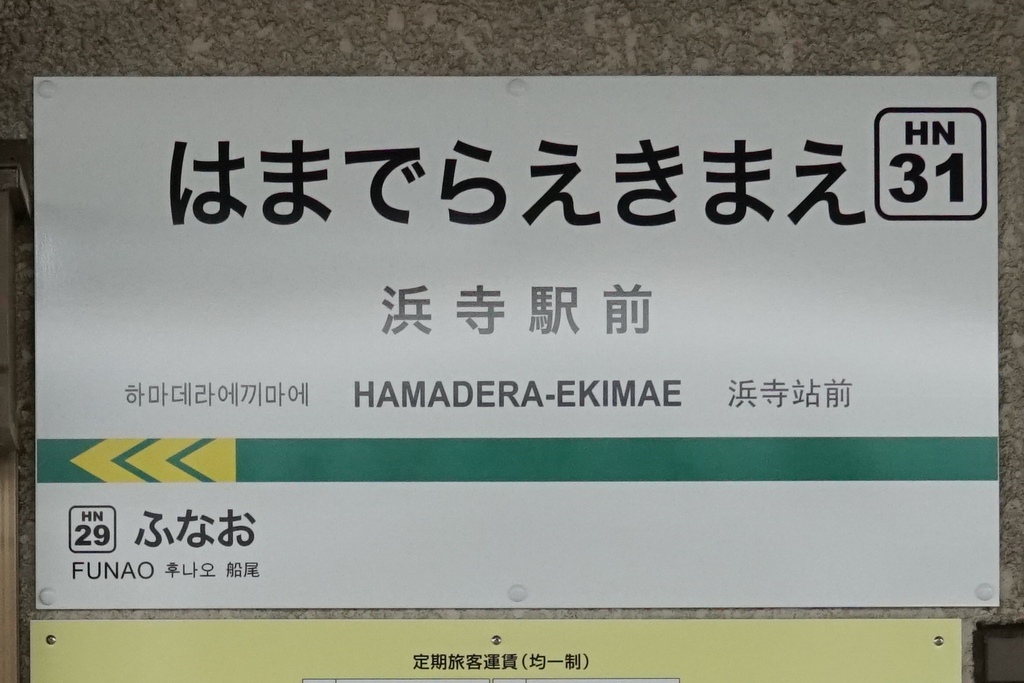 はまでらえきまえ
HN
31
浜寺駅前
하마데라에끼마에 HAMADERA-EKIMAE 浜寺站前
HN
29
ふなお
FUNAO 후나오 船尾
定期旅客運賃(均一制)